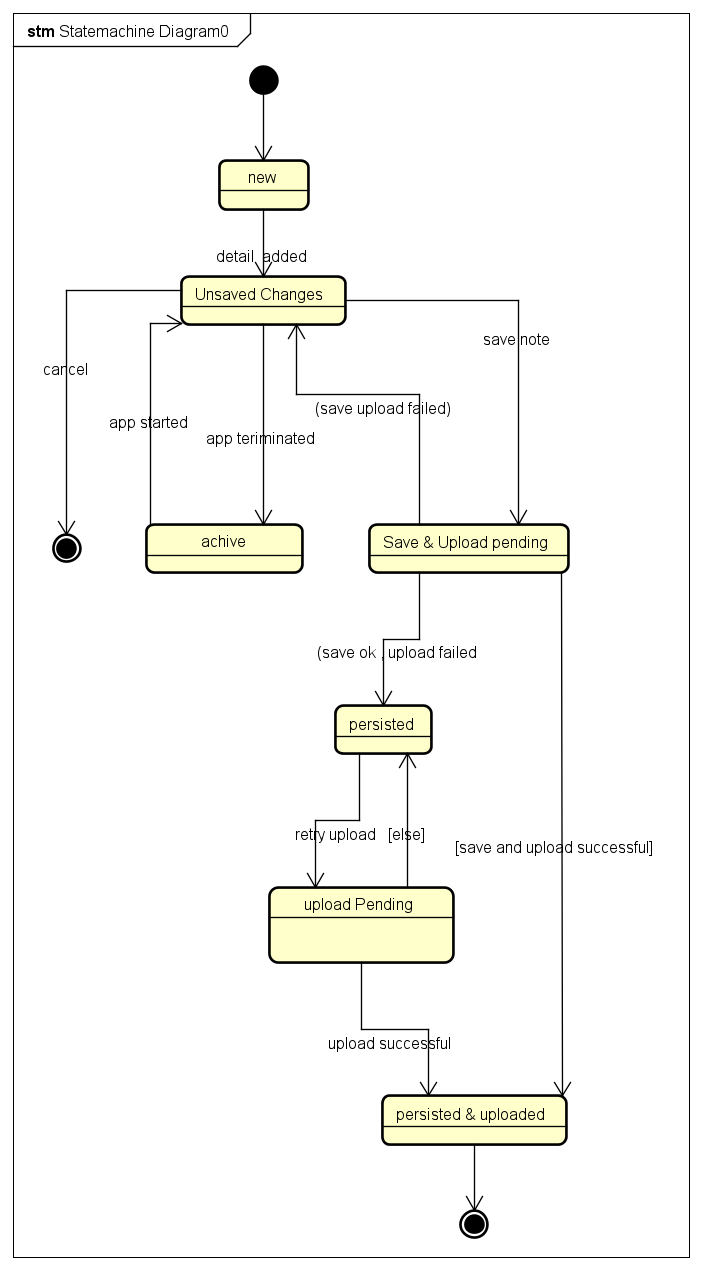 stm Statemachine Diagram0
new
detail added
Unsaved Changes
save note
cancel
(save upload failed)
app started
app teriminated
achive
Save & Upload pending
(save ok , upload failed
persisted
retry upload
[else]
[save and upload successful]
upload Pending
upload successful
persisted & uploaded